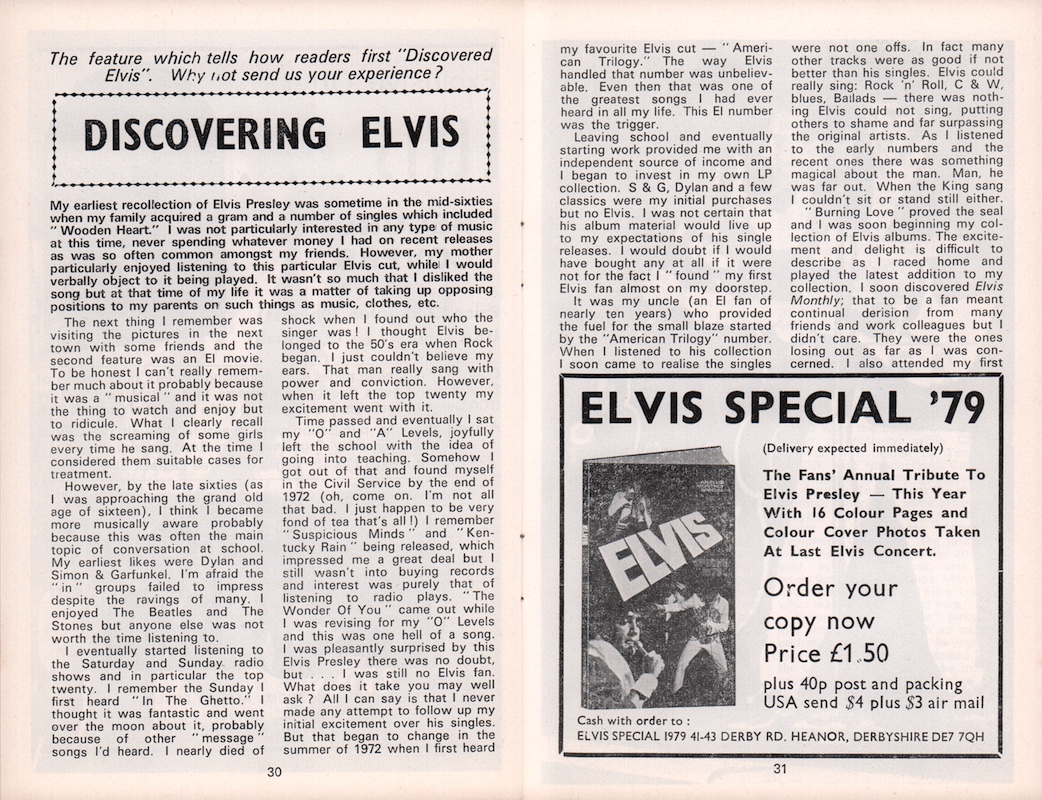 The feature which tells how readers first "Discovered
Elvis". Why not send us your experience?
DISCOVERING ELVIS
My earliest recollection of Elvis Presley was sometime in the mid-sixties
when my family acquired a gram and a number of singles which included
"Wooden Heart." I was not particularly interested in any type of music
at this time, never spending whatever money I had on recent releases
as was so often common amongst my friends. However, my mother
particularly enjoyed listening to this particular Elvis cut, while I would
verbally object to it being played. It wasn't so much that I disliked the
song but at that time of my life it was a matter of taking up opposing
positions to my parents on such things as music, clothes, etc.
The next thing I remember was
visiting the pictures in the next
town with some friends and the
second feature was an El movie.
To be honest I can't really remem-
ber much about it probably because
it was a "musical" and it was not
the thing to watch and enjoy but
to ridicule. What I clearly recall
was the screaming of some girls
every time he sang. At the time I
considered them suitable cases for
treatment.
However, by the late sixties (as
I was approaching the grand old
age of sixteen), I think I became
more musically aware probably
because this was often the main
topic of conversation at school.
My earliest likes were Dylan and
Simon & Garfunkel. I'm afraid the
"in" groups failed to impress
despite the ravings of many. I
enjoyed The Beatles and The
Stones but anyone else was not
worth the time listening to.
I eventually started listening to
the Saturday and Sunday radio
shows and in particular the top
twenty. I remember the Sunday I
first heard "In The Ghetto." I
thought it was fantastic and went
over the moon about it, probably
because of other "message"
songs I'd heard. I nearly died of
shock when I found out who the
singer was! I thought Elvis be-
longed to the 50's era when Rock
began. I just couldn't believe my
ears. That man really sang with
power and conviction. However,
when it left the top twenty my
excitement went with it.
Time passed and eventually I sat
my "O" and "A" Levels, joyfully
left the school with the idea of
going into teaching. Somehow I
got out of that and found myself
in the Civil Service by the end of
1972 (oh, come on. I'm not all
that bad. I just happen to be very
fond of tea that's all!) I remember
"Suspicious Minds" and "Ken-
tucky Rain" being released, which
impressed me a great deal but I
still wasn't into buying records
and interest was purely that of
listening to radio plays. "The
Wonder Of You" came out while
I was revising for my "O" Levels
and this was one hell of a song.
I was pleasantly surprised by this
Elvis Presley there was no doubt,
but . . . I was still no Elvis fan.
What does it take you may well
ask? All I can say is that I never
made any attempt to follow up my
initial excitement over his singles.
But that began to change in the
summer of 1972 when I first heard
30
my favourite Elvis cut — "Ameri-
can Trilogy." The way Elvis
handled that number was unbeliev-
able. Even then that was one of
the greatest songs I had ever
heard in all my life. This El number
was the trigger.
Leaving school and eventually
starting work provided me with an
independent source of income and
I began to invest in my own LP
collection. S & G, Dylan and a few
classics were my initial purchases
but no Elvis. I was not certain that
his album material would live up
to my expectations of his single
releases. I would doubt if I would
have bought any at all if it were
not for the fact I "found" my first
Elvis fan almost on my doorstep.
It was my uncle (an El fan of
nearly ten years) who provided
the fuel for the small blaze started
by the "American Trilogy" number.
When I listened to his collection
I soon came to realise the singles
were not one offs. In fact many
other tracks were as good if not
better than his singles. Elvis could
really sing: Rock 'n' Roll, C & W,
blues, Ballads — there was noth-
ing Elvis could not sing, putting
others to shame and far surpassing
the original artists. As I listened
to the early numbers and the
recent ones there was something
magical about the man. Man, he
was far out. When the King sang
I couldn't sit or stand still either.
"Burning Love" proved the seal
and I was soon beginning my col-
lection of Elvis albums. The excite-
ment and delight is difficult to
describe as I raced home and
played the latest addition to my
collection. I soon discovered Elvis
Monthly; that to be a fan meant
continual derision from many
friends and work colleagues but I
didn't care. They were the ones
losing out as far as I was con-
cerned. I also attended my first
ELVIS SPECIAL '79
(Delivery expected immediately)
The Fans' Annual Tribute To
Elvis Presley — This Year
With 16 Colour Pages and
Colour Cover Photos Taken
At Last Elvis Concert.
ELVIS
Order your
copy now
Price £1.50
plus 40p post and packing
USA send $4 plus $3 air mail
Cash with order to :
ELVIS SPECIAL 1979 41-43 DERBY RD. HEANOR, DERBYSHIRE DE7 7QH
31